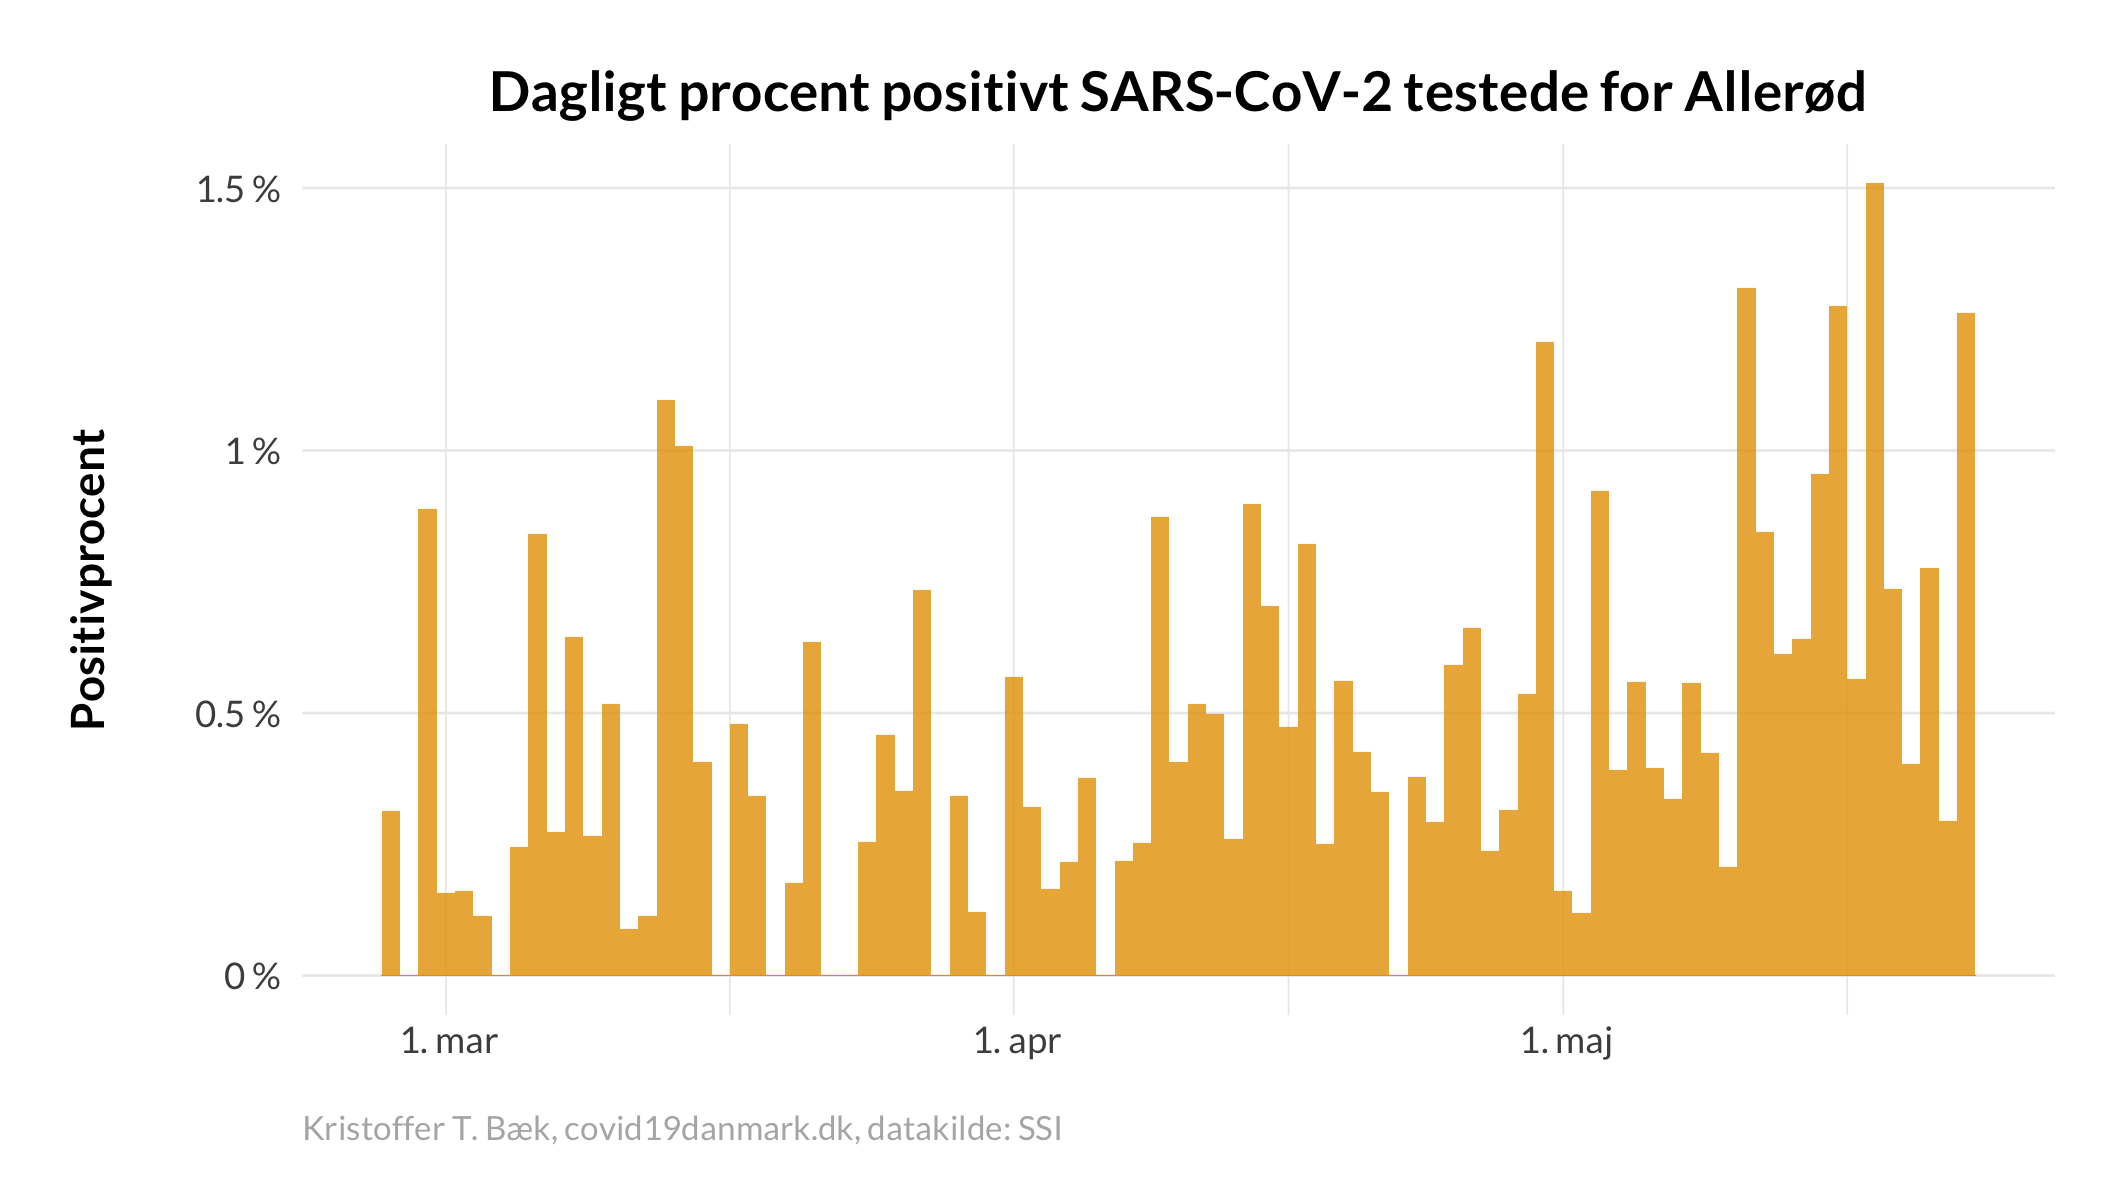 Dagligt procent positivt SARS-CoV-2 testede for Allerød
Positivprocent
1.5 %
1 %
0.5 %
0 %
1. mar
1. apr
1. maj
Kristoffer T. Bæk, covid19danmark.dk, datakilde: SSI